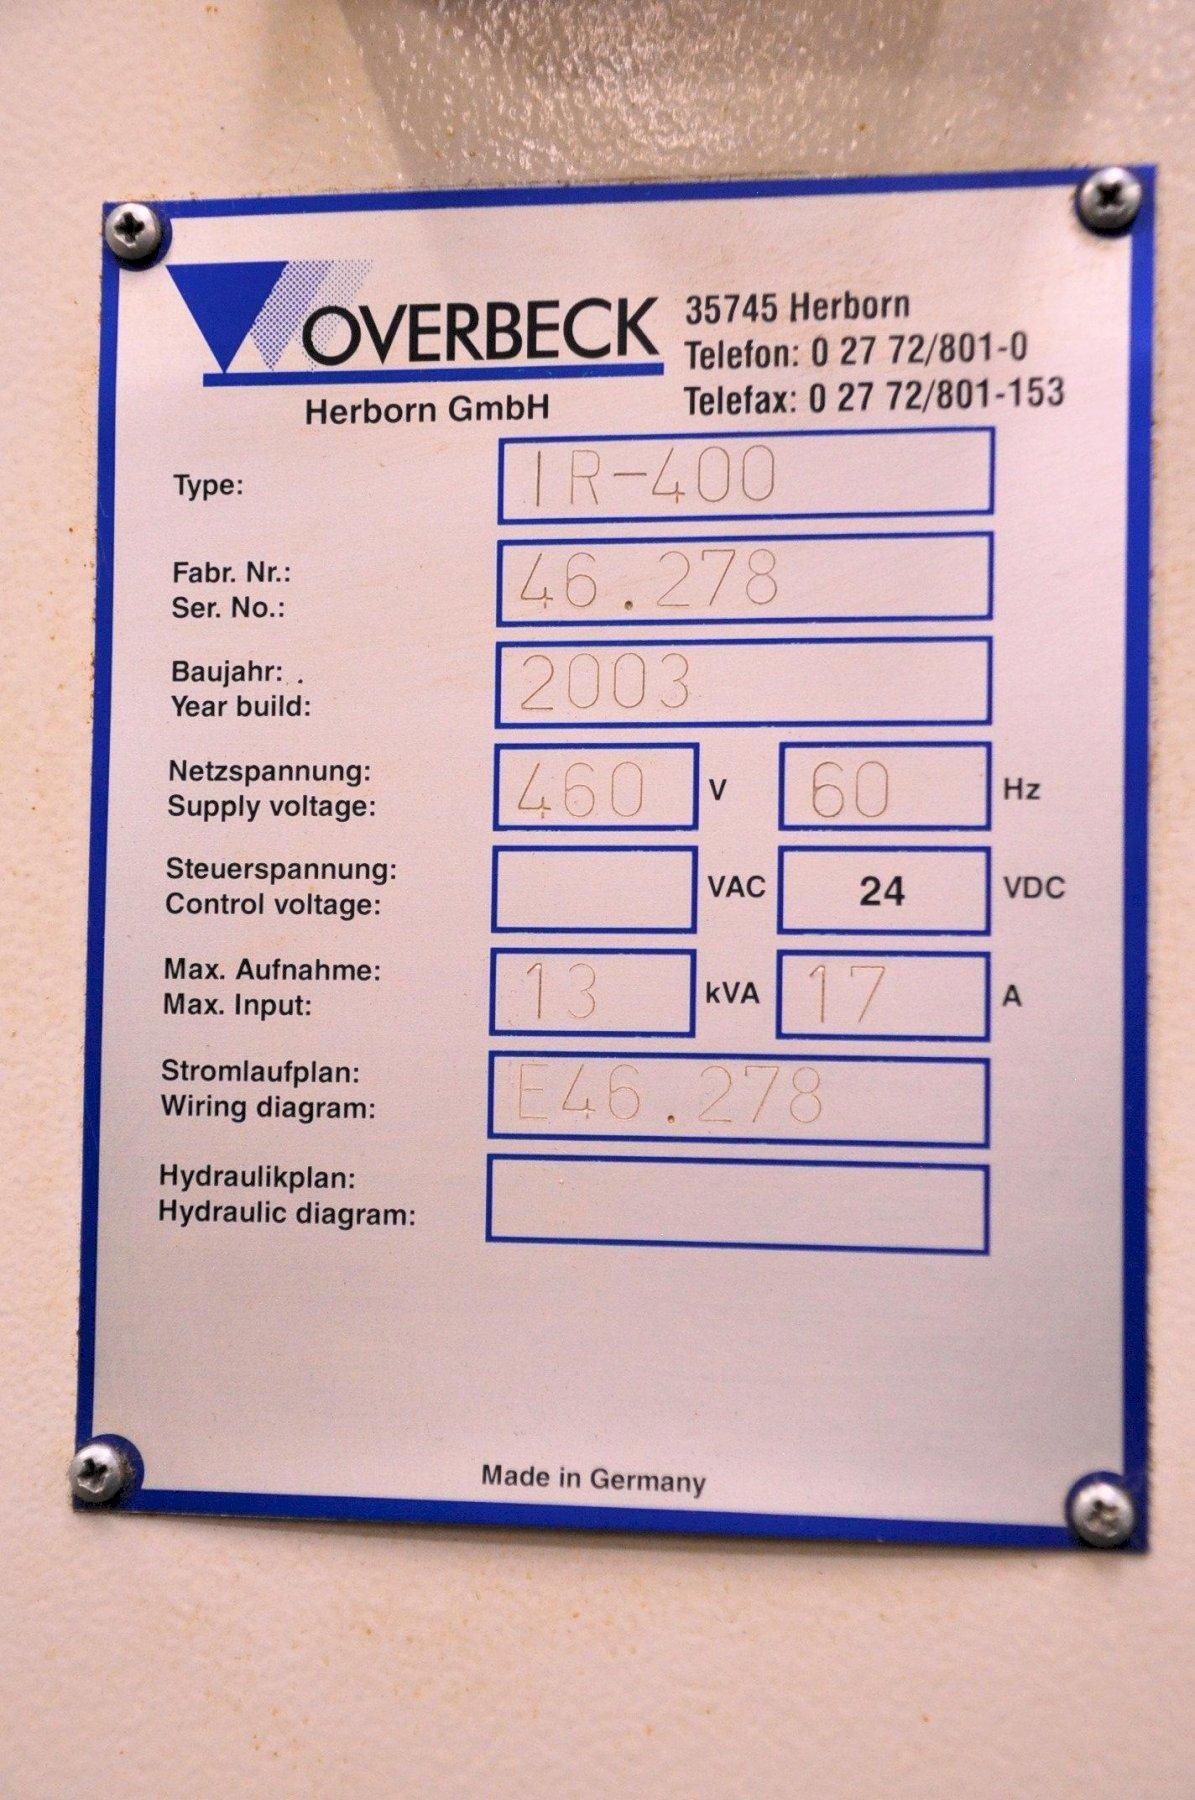 OVERBECK
Herborn GmbH
35745 Herborn
Telefon: 0 27 72/801-0
Telefax: 0 27 72/801-153
Type: IR-400
Fabr. Nr.:
Ser. No.: 46.278
Baujahr:
Year build: 2003
Netzspannung:
Supply voltage: 460 V 60 Hz
Steuerspannung:
Control voltage: VAC 24 VDC
Max. Aufnahme:
Max. Input: 13 kVA 17 A
Stromlaufplan:
Wiring diagram: E46.278
Hydraulikplan:
Hydraulic diagram:
Made in Germany